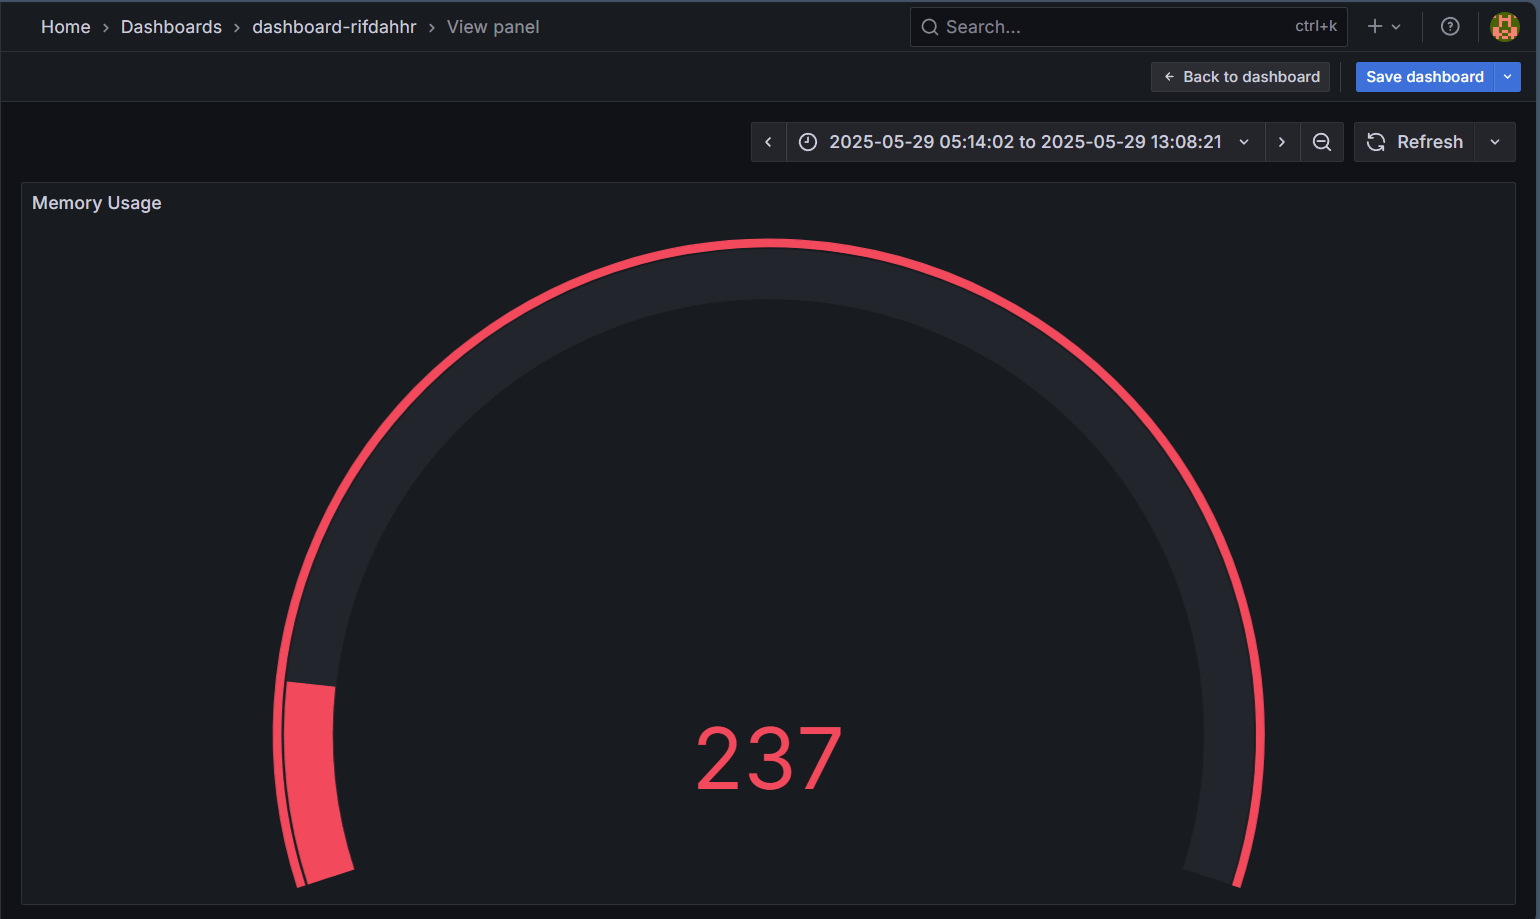 Home › Dashboards › dashboard-rifdahhr › View panel
Search... ctrl+k
Back to dashboard
Save dashboard
2025-05-29 05:14:02 to 2025-05-29 13:08:21
Refresh
Memory Usage
237